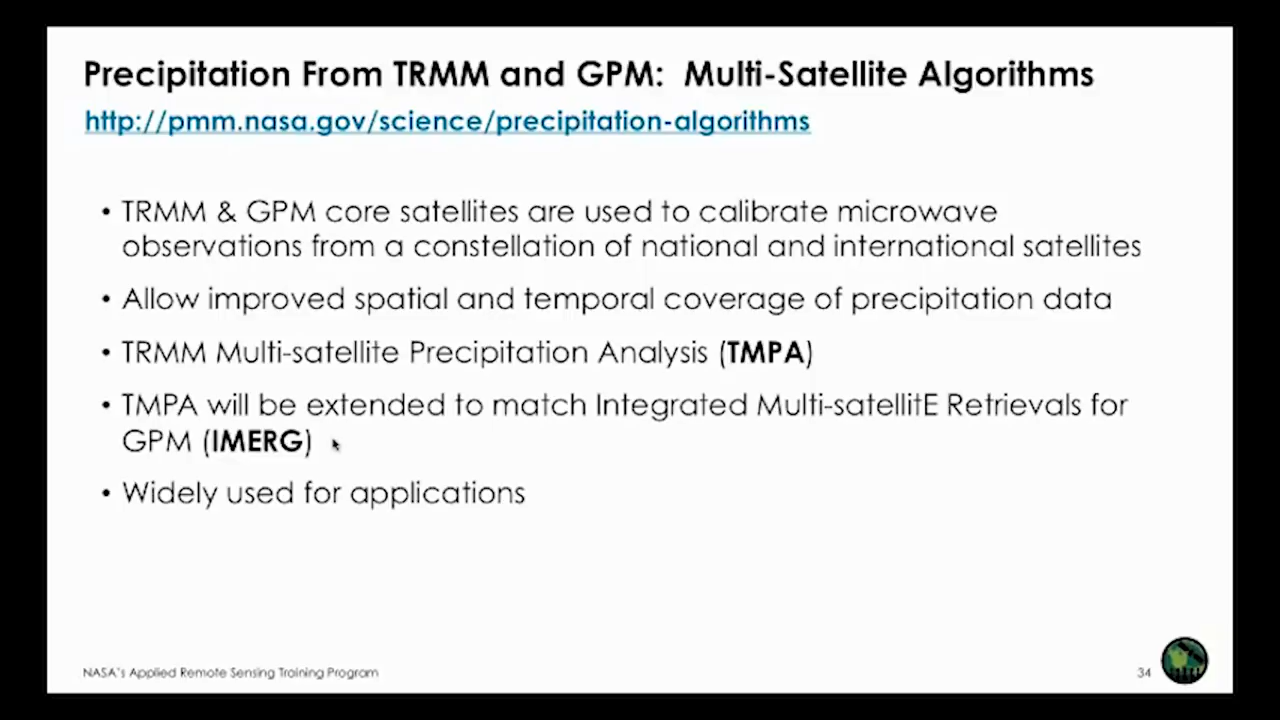 Precipitation From TRMM and GPM: Multi-Satellite Algorithms
http://pmm.nasa.gov/science/precipitation-algorithms
• TRMM & GPM core satellites are used to calibrate microwave
observations from a constellation of national and international satellites
• Allow improved spatial and temporal coverage of precipitation data
• TRMM Multi-satellite Precipitation Analysis (TMPA)
• TMPA will be extended to match Integrated Multi-satellitE Retrievals for
GPM (IMERG)
• Widely used for applications
NASA's Applied Remote Sensing Training Program
34